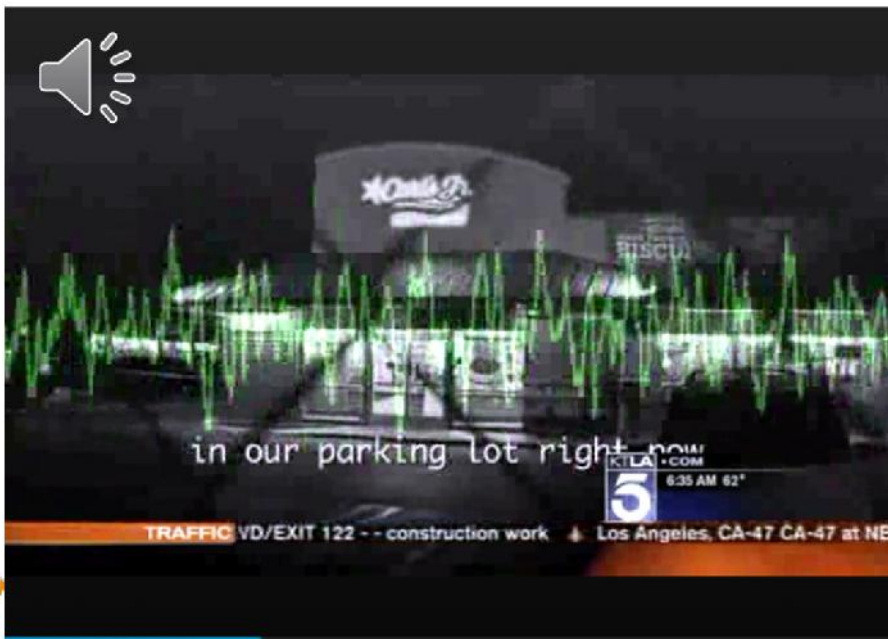 Carl's Jr.
BISCUI
in our parking lot right now
KTLA .COM
5
6:35 AM 62°
TRAFFIC VD/EXIT 122 - - construction work Los Angeles, CA-47 CA-47 at NE